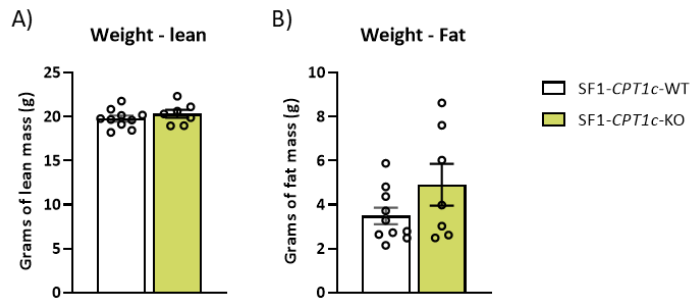 A)
Weight - lean
Grams of lean mass (g)
25
20
15
10
5
0
B)
Weight - Fat
Grams of fat mass (g)
10
8
6
4
2
0
SF1-CPT1c-WT
SF1-CPT1c-KO